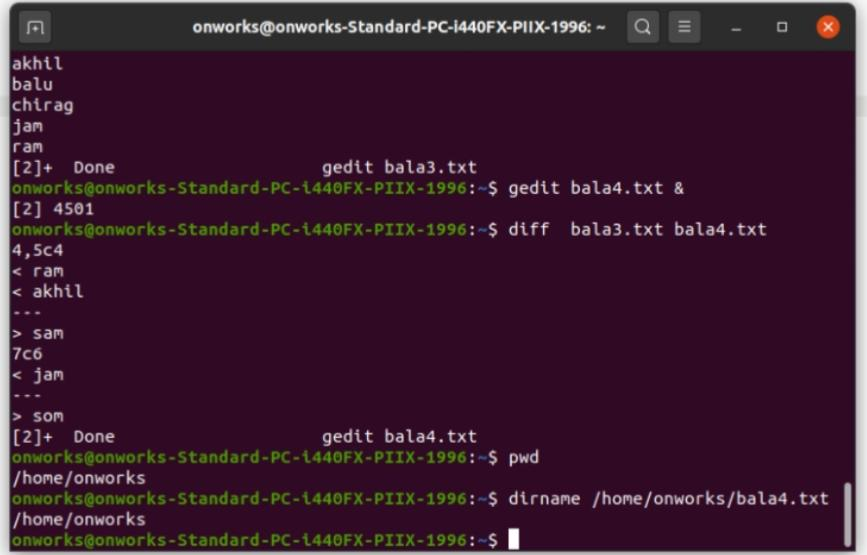 onworks@onworks-Standard-PC-i440FX-PIIX-1996: ~
akhil
balu
chirag
jam
ram
[2]+  Done                    gedit bala3.txt
onworks@onworks-Standard-PC-i440FX-PIIX-1996:~$ gedit bala4.txt &
[2] 4501
onworks@onworks-Standard-PC-i440FX-PIIX-1996:~$ diff  bala3.txt bala4.txt
4,5c4
< ram
< akhil
---
> sam
7c6
< jam
---
> som
[2]+  Done                    gedit bala4.txt
onworks@onworks-Standard-PC-i440FX-PIIX-1996:~$ pwd
/home/onworks
onworks@onworks-Standard-PC-i440FX-PIIX-1996:~$ dirname /home/onworks/bala4.txt
/home/onworks
onworks@onworks-Standard-PC-i440FX-PIIX-1996:~$